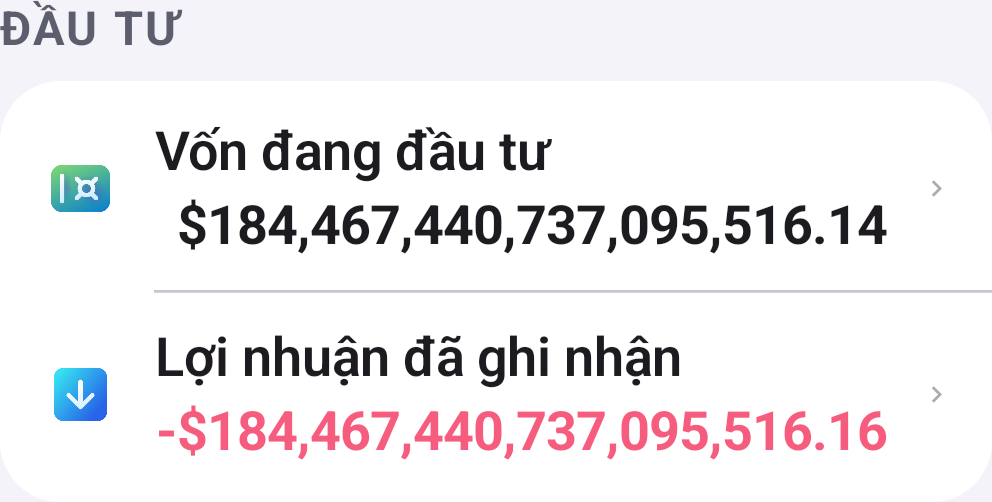 ĐẦU TƯ
Vốn đang đầu tư
$184,467,440,737,095,516.14
Lợi nhuận đã ghi nhận
-$184,467,440,737,095,516.16